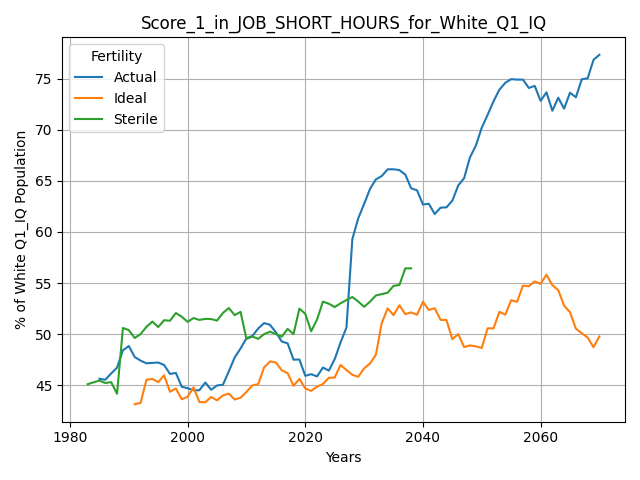 Score_1_in_JOB_SHORT_HOURS_for_White_Q1_IQ
Fertility
Actual
Ideal
Sterile
% of White Q1_IQ Population
75
70
65
60
55
50
45
1980
2000
2020
2040
2060
Years